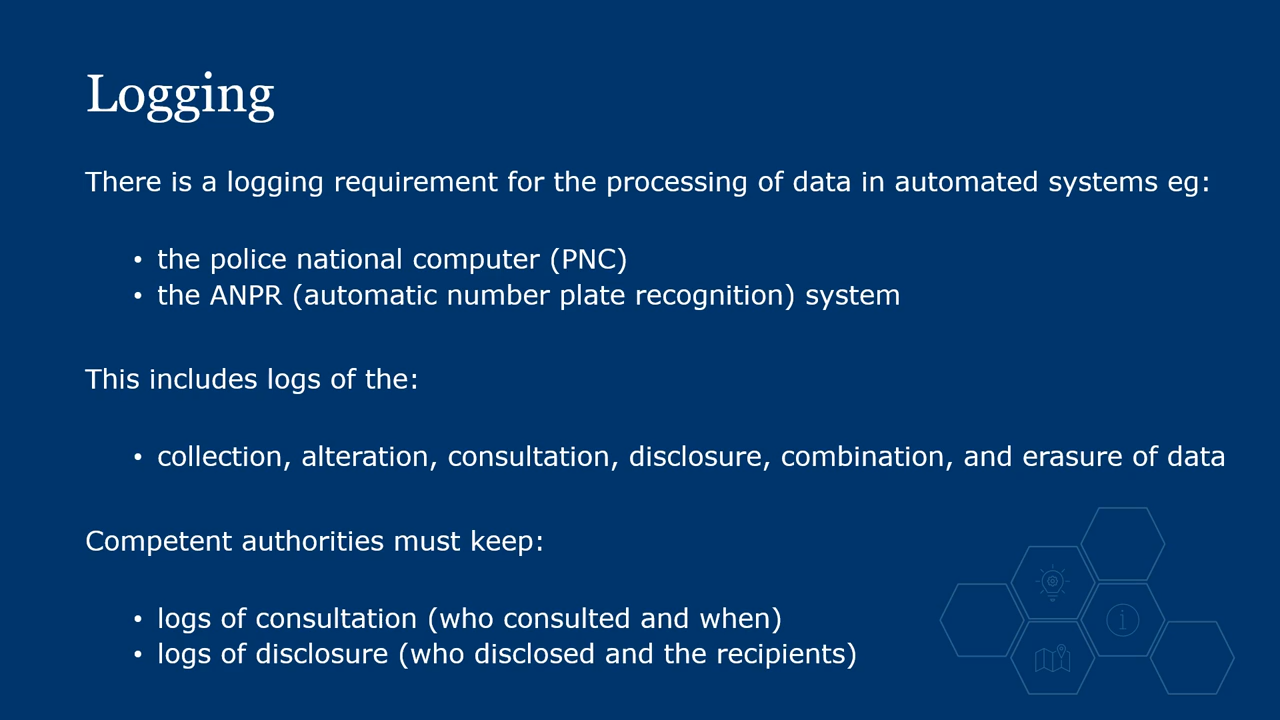 Logging
There is a logging requirement for the processing of data in automated systems eg:
• the police national computer (PNC)
• the ANPR (automatic number plate recognition) system
This includes logs of the:
• collection, alteration, consultation, disclosure, combination, and erasure of data
Competent authorities must keep:
• logs of consultation (who consulted and when)
• logs of disclosure (who disclosed and the recipients)